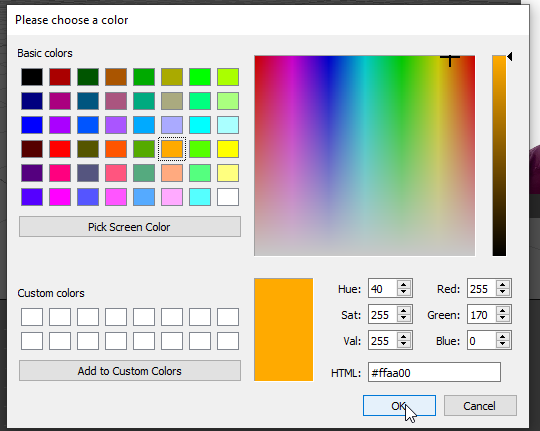 Please choose a color
Basic colors
Pick Screen Color
Custom colors
Add to Custom Colors
Hue: 40 Red: 255
Sat: 255 Green: 170
Val: 255 Blue: 0
HTML: #ffaa00
OK Cancel